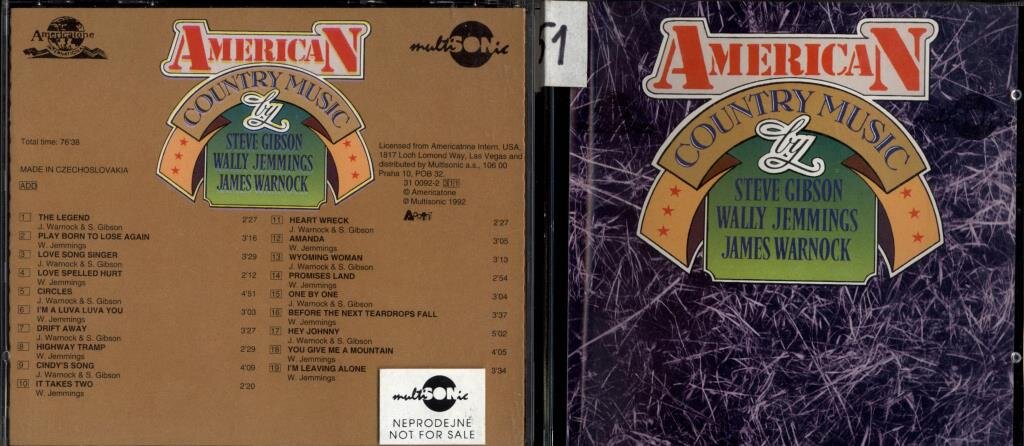 Americatone
INTERNATIONAL
AMERICAN
COUNTRY MUSIC
by
STEVE GIBSON
WALLY JEMMINGS
JAMES WARNOCK
multiSONic
Total time: 76'38
MADE IN CZECHOSLOVAKIA
ADD
Licensed from Americatnne Intern. USA,
1817 Loch Lomond Way, Las Vegas and
distributed by Multisonic a.s., 106 00
Praha 10, POB 32.
31 0092-2 311
© Americatone
© Multisonic 1992
1 THE LEGEND 2'27
J. Warnock & S. Gibson
2 PLAY BORN TO LOSE AGAIN 3'16
W. Jemmings
3 LOVE SONG SINGER 3'29
J. Warnock & S. Gibson
4 LOVE SPELLED HURT 2'12
W. Jemmings
5 CIRCLES 4'51
J. Warnock & S. Gibson
6 I'M A LUVA LUVA YOU 3'03
W. Jemmings
7 DRIFT AWAY 3'27
J. Warnock & S. Gibson
8 HIGHWAY TRAMP 2'29
W. Jemmings
9 CINDY'S SONG 4'09
J. Warnock & S. Gibson
10 IT TAKES TWO 2'20
W. Jemmings
11 HEART WRECK 2'27
J. Warnock & S. Gibson
12 AMANDA 3'05
W. Jemmings
13 WYOMING WOMAN 3'13
J. Warnock & S. Gibson
14 PROMISES LAND 2'54
W. Jemmings
15 ONE BY ONE 3'04
J. Warnock & S. Gibson
16 BEFORE THE NEXT TEARDROPS FALL 3'37
W. Jemmings
17 HEY JOHNNY 5'02
J. Warnock & S. Gibson
18 YOU GIVE ME A MOUNTAIN 4'05
W. Jemmings
19 I'M LEAVING ALONE 3'34
W. Jemmings
multiSONic
NEPRODEJNÉ
NOT FOR SALE
51
AMERICAN
COUNTRY MUSIC
by
STEVE GIBSON
WALLY JEMMINGS
JAMES WARNOCK